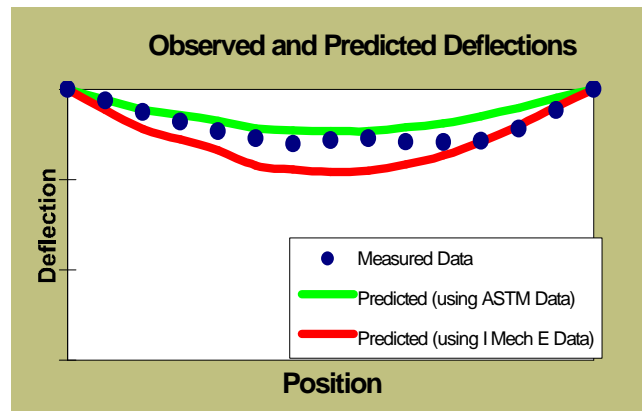 Observed and Predicted Deflections
Deflection
Measured Data
Predicted (using ASTM Data)
Predicted (using I Mech E Data)
Position